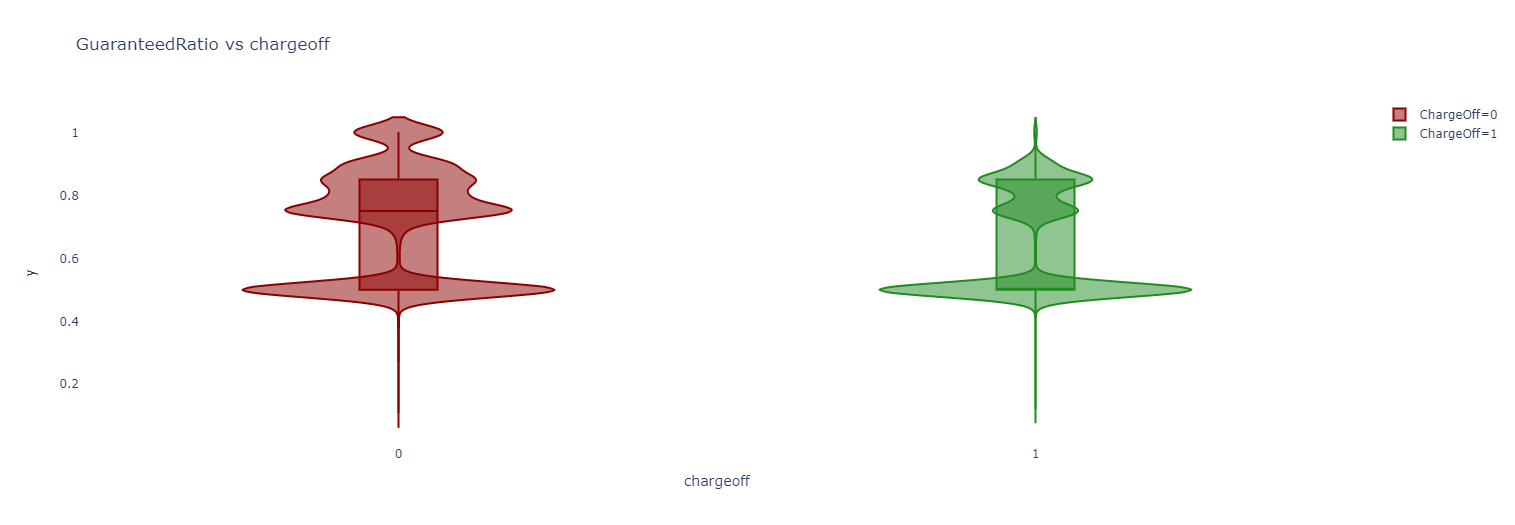 GuaranteedRatio vs chargeoff
ChargeOff=0
ChargeOff=1
1
0.8
0.6
0.4
0.2
y
0
1
chargeoff